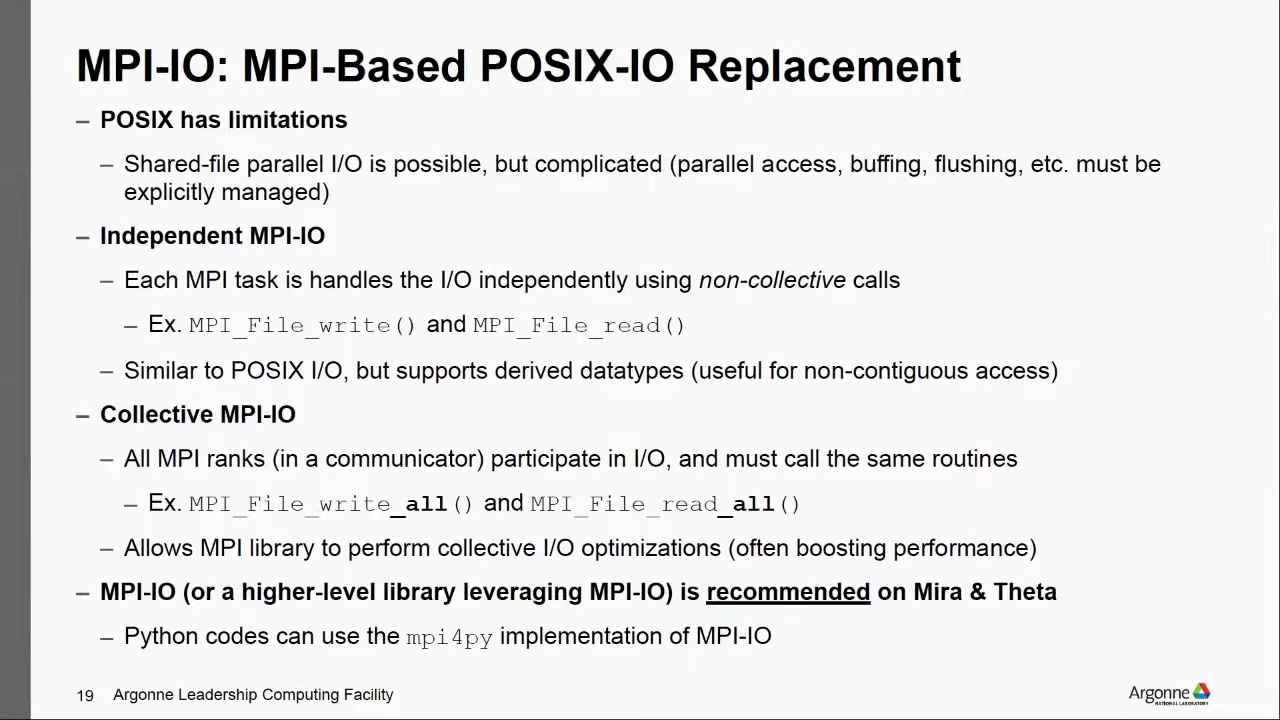 MPI-IO: MPI-Based POSIX-IO Replacement
– POSIX has limitations
– Shared-file parallel I/O is possible, but complicated (parallel access, buffing, flushing, etc. must be
explicitly managed)
– Independent MPI-IO
– Each MPI task is handles the I/O independently using non-collective calls
– Ex. MPI_File_write() and MPI_File_read()
– Similar to POSIX I/O, but supports derived datatypes (useful for non-contiguous access)
– Collective MPI-IO
– All MPI ranks (in a communicator) participate in I/O, and must call the same routines
– Ex. MPI_File_write_all() and MPI_File_read_all()
– Allows MPI library to perform collective I/O optimizations (often boosting performance)
– MPI-IO (or a higher-level library leveraging MPI-IO) is recommended on Mira & Theta
– Python codes can use the mpi4py implementation of MPI-IO
19 Argonne Leadership Computing Facility
Argonne
NATIONAL LABORATORY